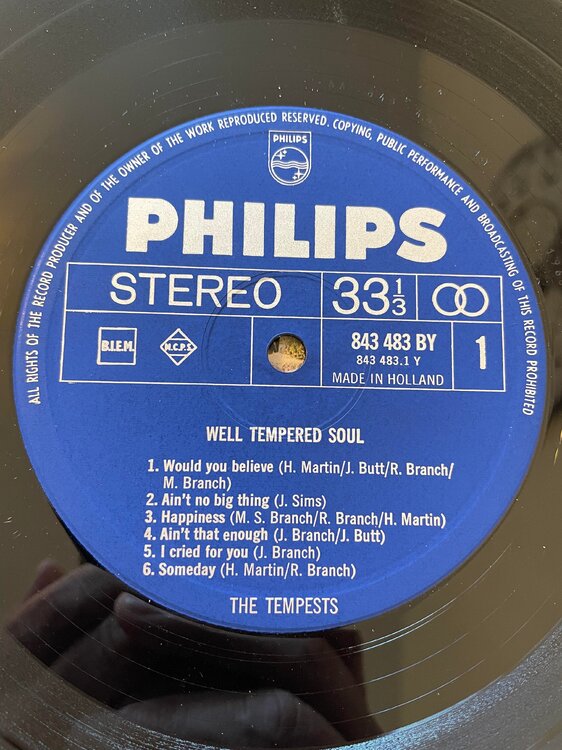 ALL RIGHTS OF THE RECORD PRODUCER AND OF THE OWNER OF THE WORK REPRODUCED RESERVED. COPYING, PUBLIC PERFORMANCE AND BROADCASTING OF THIS RECORD PROHIBITED
PHILIPS
PHILIPS
STEREO 33⅓
B.I.E.M. N.C.P.S. 843 483 BY 1
843 483.1 Y
MADE IN HOLLAND
WELL TEMPERED SOUL
1. Would you believe (H. Martin/J. Butt/R. Branch/
M. Branch)
2. Ain't no big thing (J. Sims)
3. Happiness (M. S. Branch/R. Branch/H. Martin)
4. Ain't that enough (J. Branch/J. Butt)
5. I cried for you (J. Branch)
6. Someday (H. Martin/R. Branch)
THE TEMPESTS